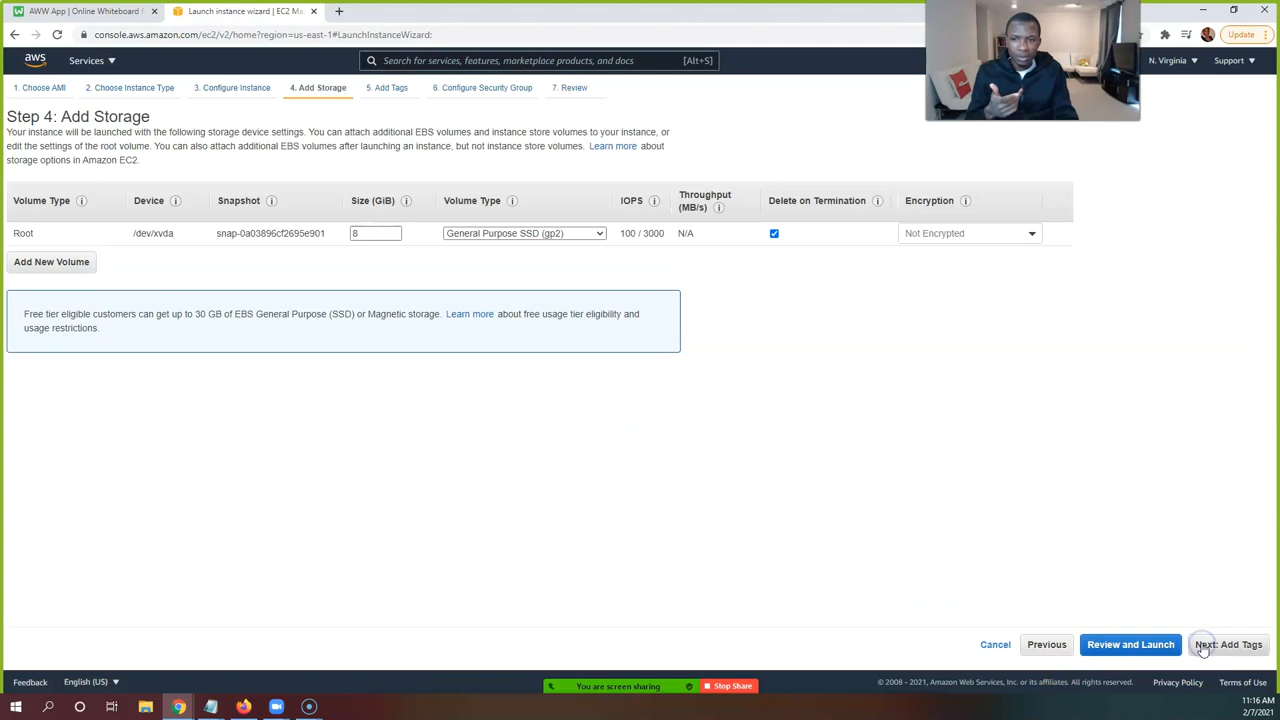 AWW App | Online Whiteboard
Launch instance wizard | EC2 Ma
console.aws.amazon.com/ec2/v2/home?region=us-east-1#LaunchInstanceWizard:
Update
aws
Services
Search for services, features, marketplace products, and docs
[Alt+S]
N. Virginia
Support
1. Choose AMI
2. Choose Instance Type
3. Configure Instance
4. Add Storage
5. Add Tags
6. Configure Security Group
7. Review
Step 4: Add Storage
Your instance will be launched with the following storage device settings. You can attach additional EBS volumes and instance store volumes to your instance, or
edit the settings of the root volume. You can also attach additional EBS volumes after launching an instance, but not instance store volumes. Learn more about
storage options in Amazon EC2.
Volume Type
Device
Snapshot
Size (GiB)
Volume Type
IOPS
Throughput
(MB/s)
Delete on Termination
Encryption
Root
/dev/xvda
snap-0a03896cf2695e901
8
General Purpose SSD (gp2)
100 / 3000
N/A
Not Encrypted
Add New Volume
Free tier eligible customers can get up to 30 GB of EBS General Purpose (SSD) or Magnetic storage. Learn more about free usage tier eligibility and
usage restrictions.
Cancel
Previous
Review and Launch
Next: Add Tags
Feedback
English (US)
You are screen sharing
Stop Share
© 2008 - 2021, Amazon Web Services, Inc. or its affiliates. All rights reserved.
Privacy Policy
Terms of Use
11:16 AM
2/7/2021